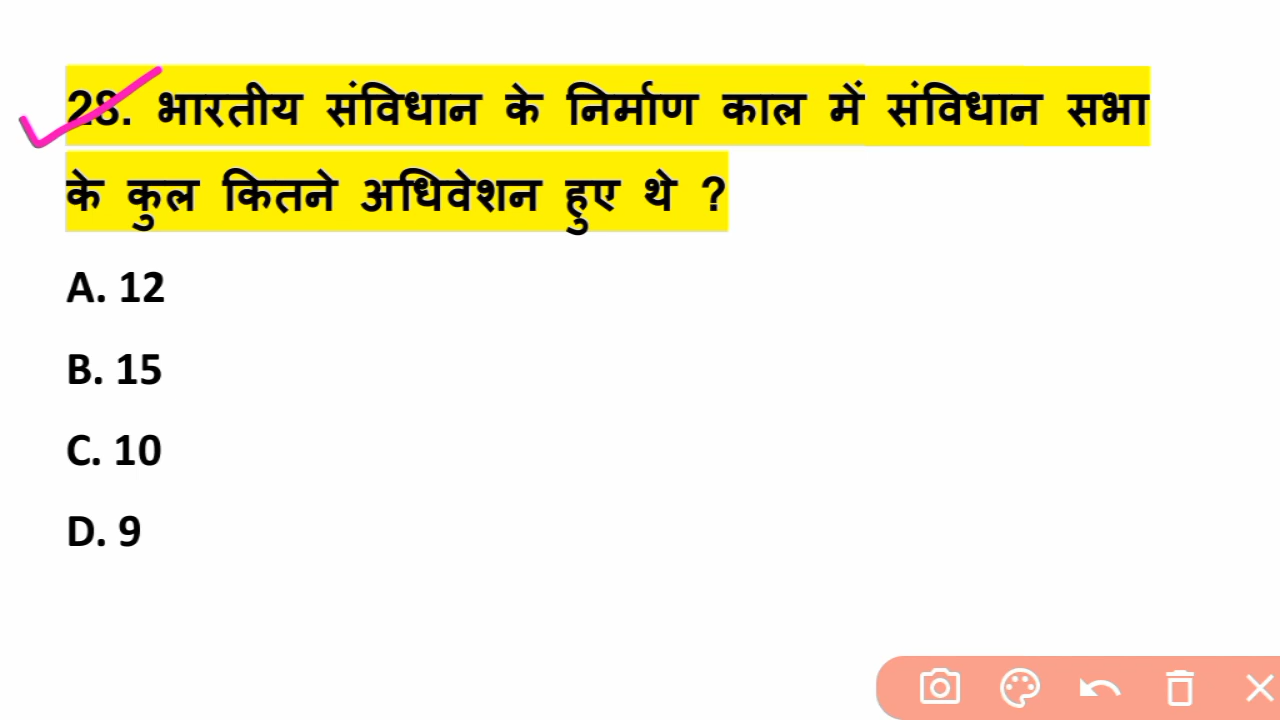 28. भारतीय संविधान के निर्माण काल में संविधान सभा
के कुल कितने अधिवेशन हुए थे ?
A. 12
B. 15
C. 10
D. 9